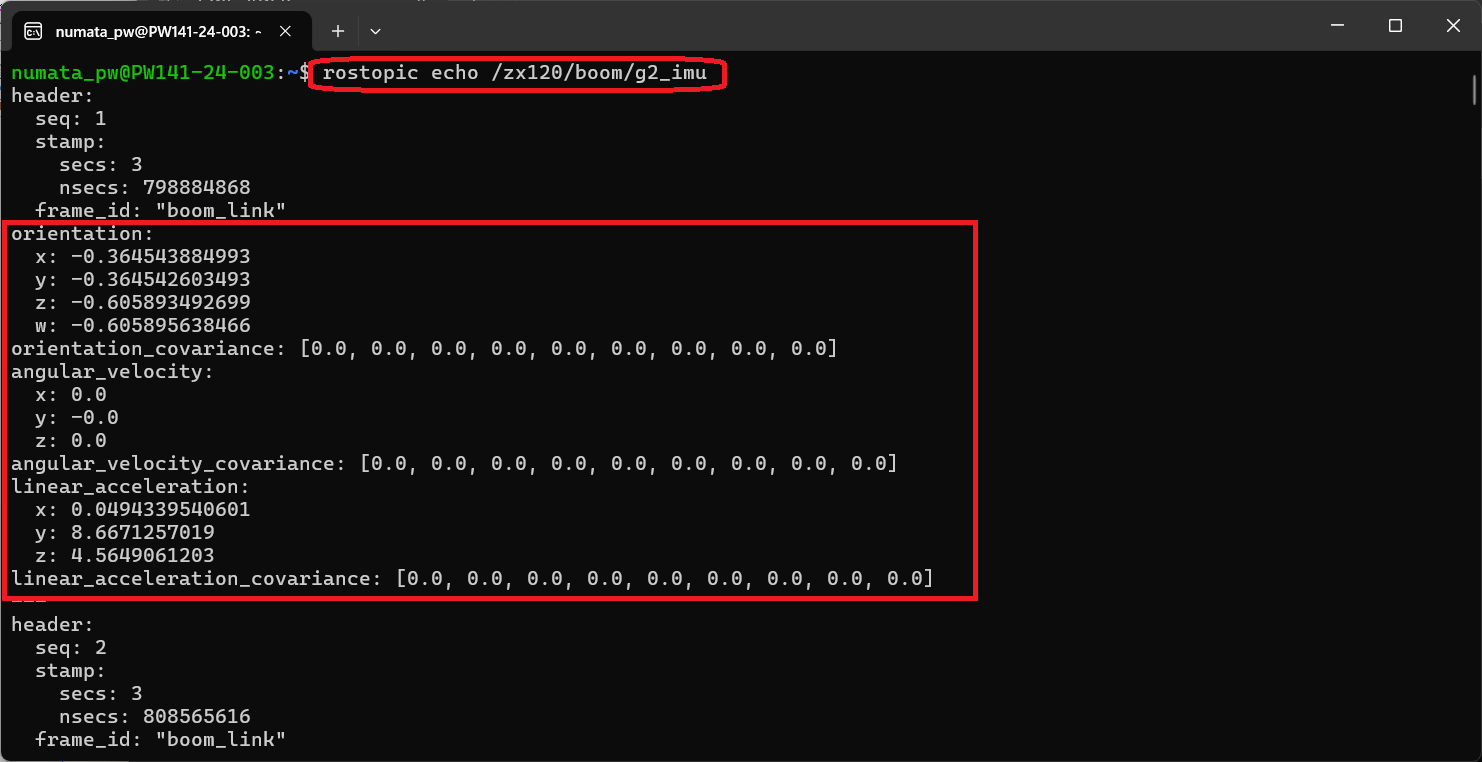 numata_pw@PW141-24-003: ~
numata_pw@PW141-24-003:~$ rostopic echo /zx120/boom/g2_imu
header:
  seq: 1
  stamp:
    secs: 3
    nsecs: 798884868
  frame_id: "boom_link"
orientation:
  x: -0.364543884993
  y: -0.364542603493
  z: -0.605893492699
  w: -0.605895638466
orientation_covariance: [0.0, 0.0, 0.0, 0.0, 0.0, 0.0, 0.0, 0.0, 0.0]
angular_velocity:
  x: 0.0
  y: -0.0
  z: 0.0
angular_velocity_covariance: [0.0, 0.0, 0.0, 0.0, 0.0, 0.0, 0.0, 0.0, 0.0]
linear_acceleration:
  x: 0.0494339540601
  y: 8.6671257019
  z: 4.5649061203
linear_acceleration_covariance: [0.0, 0.0, 0.0, 0.0, 0.0, 0.0, 0.0, 0.0, 0.0]
---
header:
  seq: 2
  stamp:
    secs: 3
    nsecs: 808565616
  frame_id: "boom_link"